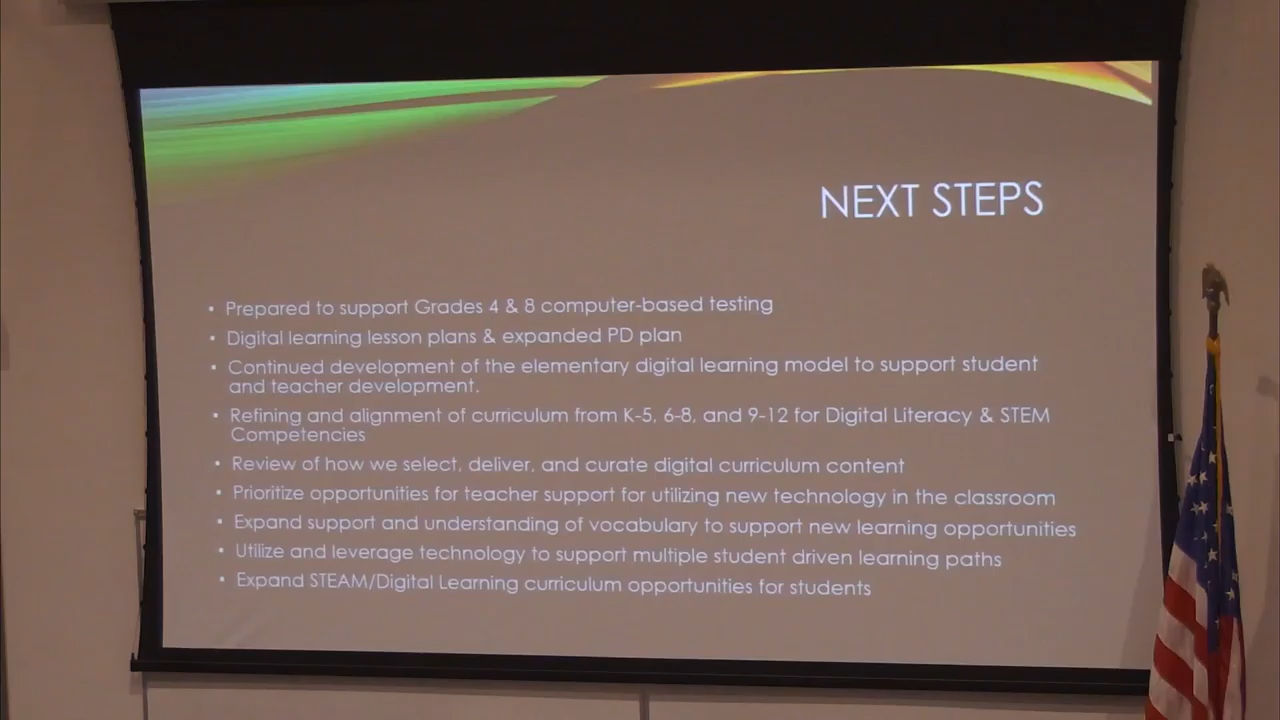 NEXT STEPS
• Prepared to support Grades 4 & 8 computer-based testing
• Digital learning lesson plans & expanded PD plan
• Continued development of the elementary digital learning model to support student
and teacher development.
• Refining and alignment of curriculum from K-5, 6-8, and 9-12 for Digital Literacy & STEM
Competencies
• Review of how we select, deliver, and curate digital curriculum content
• Prioritize opportunities for teacher support for utilizing new technology in the classroom
• Expand support and understanding of vocabulary to support new learning opportunities
• Utilize and leverage technology to support multiple student driven learning paths
• Expand STEAM/Digital Learning curriculum opportunities for students